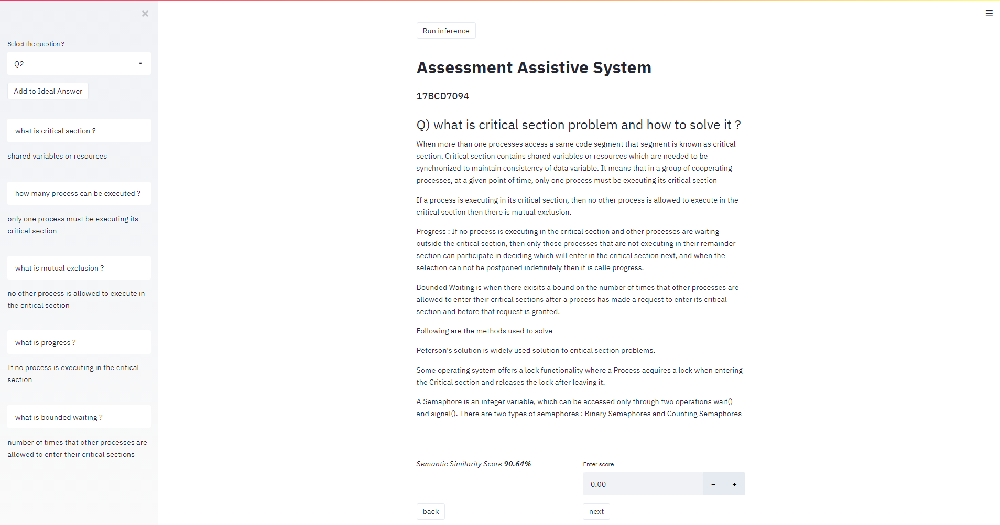 Select the question ?
Q2
Add to Ideal Answer
what is critical section ?
shared variables or resources
how many process can be executed ?
only one process must be executing its
critical section
what is mutual exclusion ?
no other process is allowed to execute in
the critical section
what is progress ?
If no process is executing in the critical
section
what is bounded waiting ?
number of times that other processes are
allowed to enter their critical sections
Run inference
Assessment Assistive System
17BCD7094
Q) what is critical section problem and how to solve it ?
When more than one processes access a same code segment that segment is known as critical
section. Critical section contains shared variables or resources which are needed to be
synchronized to maintain consistency of data variable. It means that in a group of cooperating
processes, at a given point of time, only one process must be executing its critical section
If a process is executing in its critical section, then no other process is allowed to execute in the
critical section then there is mutual exclusion.
Progress : If no process is executing in the critical section and other processes are waiting
outside the critical section, then only those processes that are not executing in their remainder
section can participate in deciding which will enter in the critical section next, and when the
selection can not be postponed indefinitely then it is calle progress.
Bounded Waiting is when there exisits a bound on the number of times that other processes are
allowed to enter their critical sections after a process has made a request to enter its critical
section and before that request is granted.
Following are the methods used to solve
Peterson's solution is widely used solution to critical section problems.
Some operating system offers a lock functionality where a Process acquires a lock when entering
the Critical section and releases the lock after leaving it.
A Semaphore is an integer variable, which can be accessed only through two operations wait()
and signal(). There are two types of semaphores : Binary Semaphores and Counting Semaphores
Semantic Similarity Score 90.64%
Enter score
0.00 - +
back
next